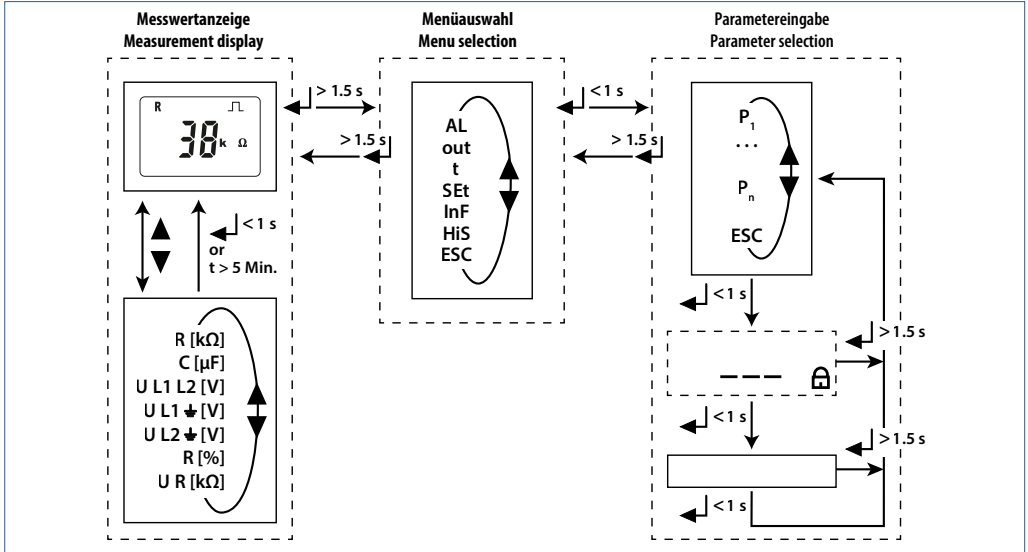 Messwertanzeige
Measurement display
R
38 k Ω
< 1 s
or
t > 5 Min.
R [kΩ]
C [µF]
U L1 L2 [V]
U L1 ⏚ [V]
U L2 ⏚ [V]
R [%]
U R [kΩ]
> 1.5 s
> 1.5 s
Menüauswahl
Menu selection
AL
out
t
SEt
InF
HiS
ESC
< 1 s
> 1.5 s
Parametereingabe
Parameter selection
P1
...
Pn
ESC
< 1 s
> 1.5 s
– – –
< 1 s
> 1.5 s
< 1 s